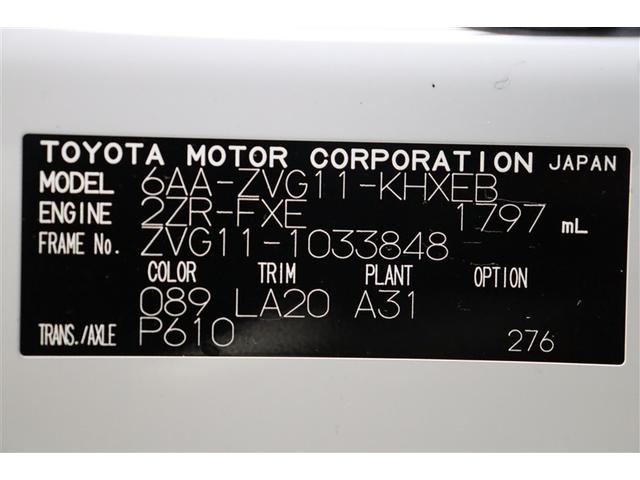 TOYOTA MOTOR CORPORATION JAPAN
MODEL 6AA-ZVG11-KHXEB
ENGINE 2ZR-FXE 1797 mL
FRAME No. ZVG11-1033848
COLOR TRIM PLANT OPTION
089 LA20 A31
TRANS./AXLE P610 276